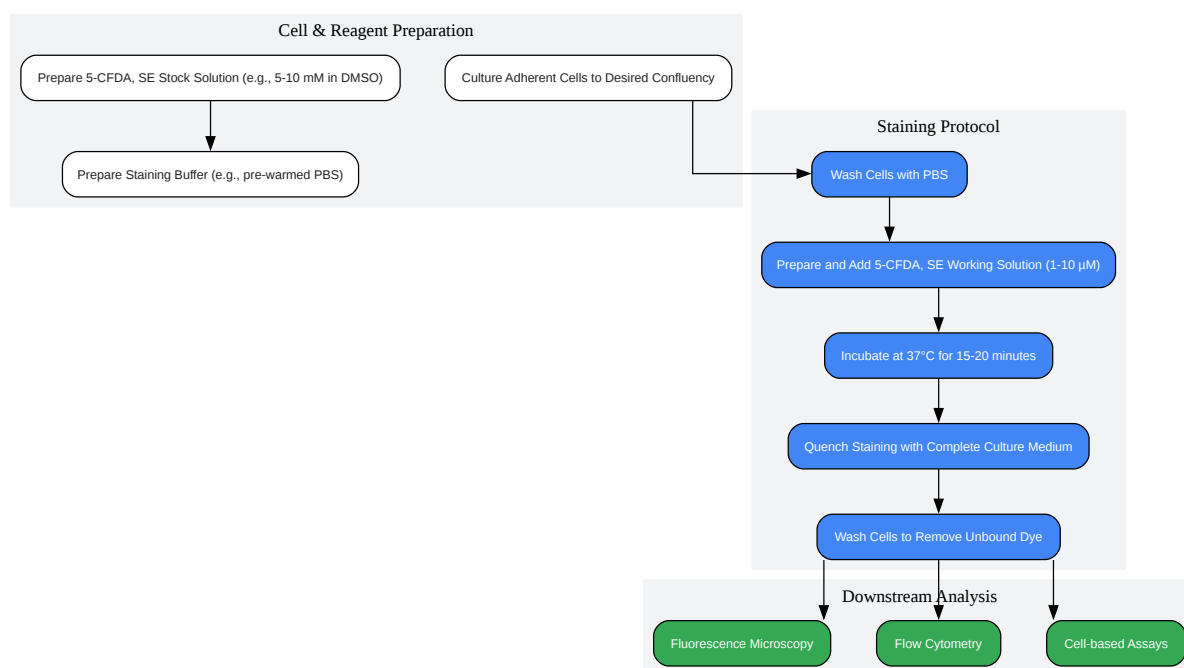 Cell & Reagent Preparation
Prepare 5-CFDA, SE Stock Solution (e.g., 5-10 mM in DMSO)
Culture Adherent Cells to Desired Confluency
Prepare Staining Buffer (e.g., pre-warmed PBS)
Staining Protocol
Wash Cells with PBS
Prepare and Add 5-CFDA, SE Working Solution (1-10 µM)
Incubate at 37°C for 15-20 minutes
Quench Staining with Complete Culture Medium
Wash Cells to Remove Unbound Dye
Downstream Analysis
Fluorescence Microscopy
Flow Cytometry
Cell-based Assays